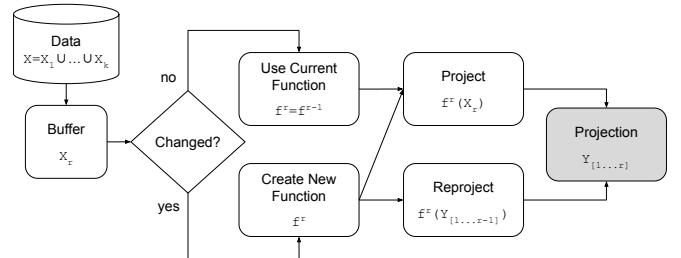 Data
X=X₁∪...∪Xₖ
Buffer
Xᵣ
Changed?
no
yes
Use Current
Function
fʳ=fʳ⁻¹
Create New
Function
fʳ
Project
fʳ(Xᵣ)
Reproject
fʳ(Y[1...r-1])
Projection
Y[1...r]